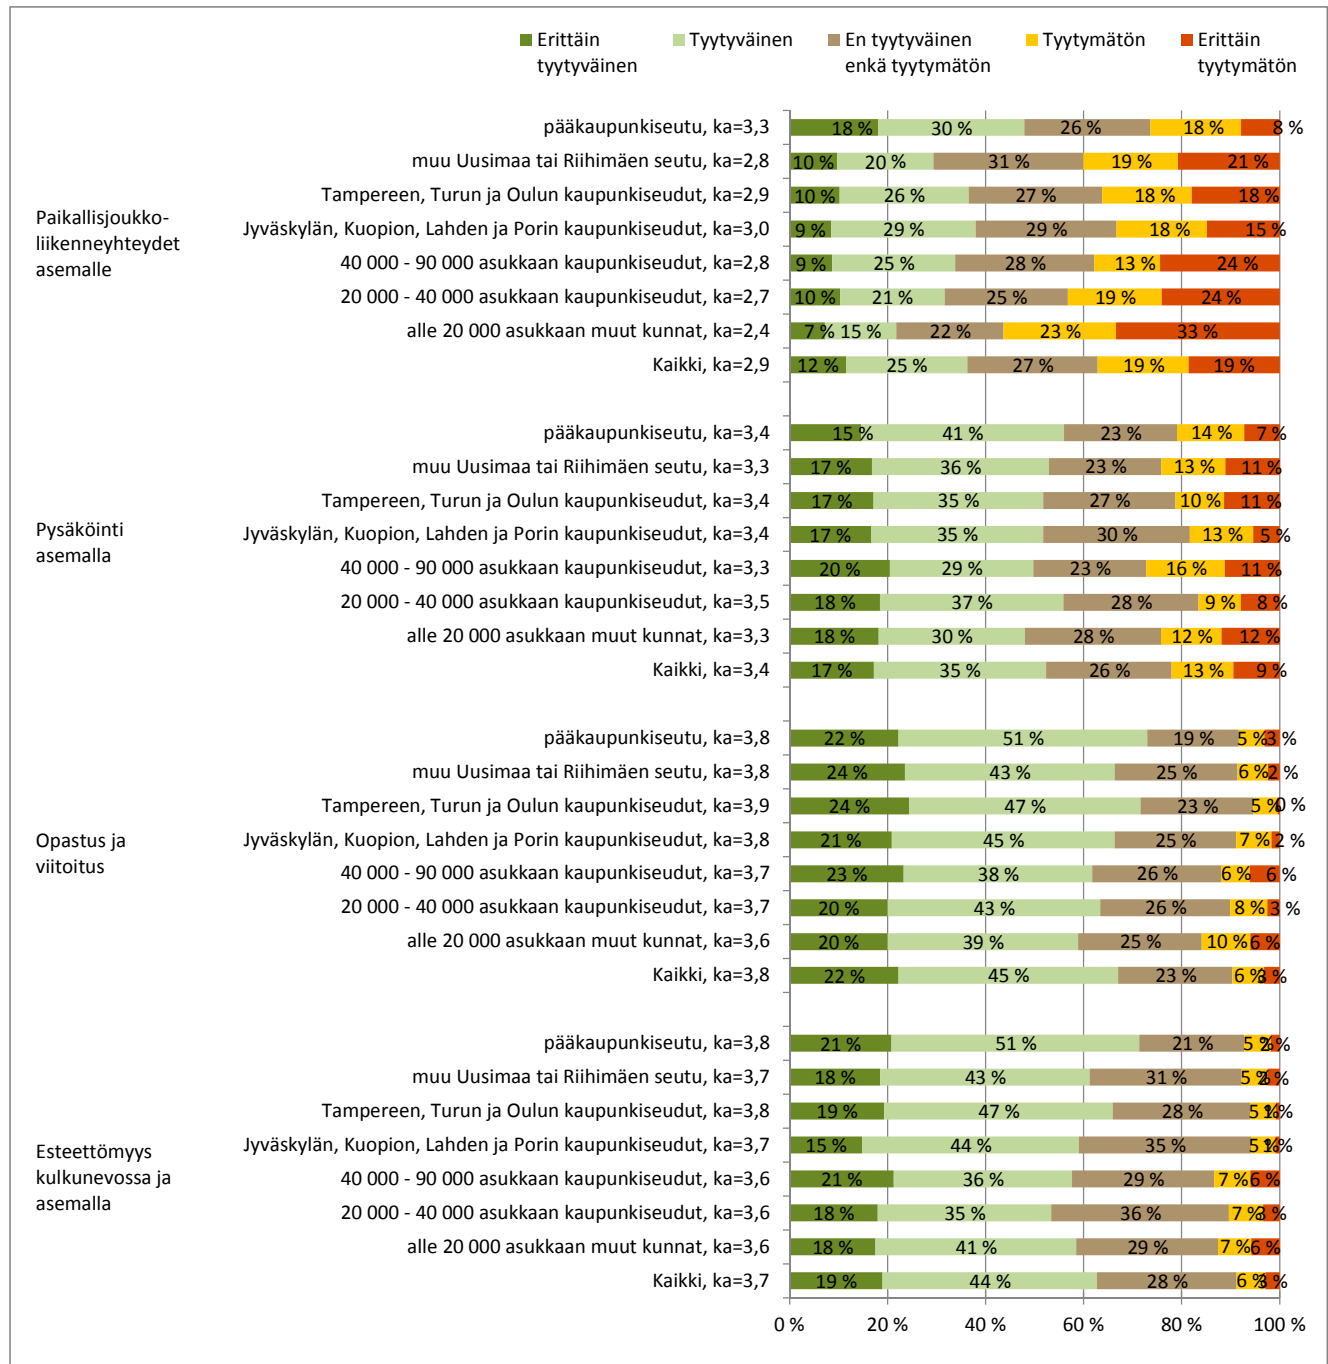 Erittäin tyytyväinen
Tyytyväinen
En tyytyväinen enkä tyytymätön
Tyytymätön
Erittäin tyytymätön
Paikallisjoukko-
liikenneyhteydet
asemalle
pääkaupunkiseutu, ka=3,3 18 % 30 % 26 % 18 % 8 %
muu Uusimaa tai Riihimäen seutu, ka=2,8 10 % 20 % 31 % 19 % 21 %
Tampereen, Turun ja Oulun kaupunkiseudut, ka=2,9 10 % 26 % 27 % 18 % 18 %
Jyväskylän, Kuopion, Lahden ja Porin kaupunkiseudut, ka=3,0 9 % 29 % 29 % 18 % 15 %
40 000 - 90 000 asukkaan kaupunkiseudut, ka=2,8 9 % 25 % 28 % 13 % 24 %
20 000 - 40 000 asukkaan kaupunkiseudut, ka=2,7 10 % 21 % 25 % 19 % 24 %
alle 20 000 asukkaan muut kunnat, ka=2,4 7 % 15 % 22 % 23 % 33 %
Kaikki, ka=2,9 12 % 25 % 27 % 19 % 19 %
Pysäköinti
asemalla
pääkaupunkiseutu, ka=3,4 15 % 41 % 23 % 14 % 7 %
muu Uusimaa tai Riihimäen seutu, ka=3,3 17 % 36 % 23 % 13 % 11 %
Tampereen, Turun ja Oulun kaupunkiseudut, ka=3,4 17 % 35 % 27 % 10 % 11 %
Jyväskylän, Kuopion, Lahden ja Porin kaupunkiseudut, ka=3,4 17 % 35 % 30 % 13 % 5 %
40 000 - 90 000 asukkaan kaupunkiseudut, ka=3,3 20 % 29 % 23 % 16 % 11 %
20 000 - 40 000 asukkaan kaupunkiseudut, ka=3,5 18 % 37 % 28 % 9 % 8 %
alle 20 000 asukkaan muut kunnat, ka=3,3 18 % 30 % 28 % 12 % 12 %
Kaikki, ka=3,4 17 % 35 % 26 % 13 % 9 %
Opastus ja
viitoitus
pääkaupunkiseutu, ka=3,8 22 % 51 % 19 % 5 % 3 %
muu Uusimaa tai Riihimäen seutu, ka=3,8 24 % 43 % 25 % 6 % 2 %
Tampereen, Turun ja Oulun kaupunkiseudut, ka=3,9 24 % 47 % 23 % 5 % 0 %
Jyväskylän, Kuopion, Lahden ja Porin kaupunkiseudut, ka=3,8 21 % 45 % 25 % 7 % 2 %
40 000 - 90 000 asukkaan kaupunkiseudut, ka=3,7 23 % 38 % 26 % 6 % 6 %
20 000 - 40 000 asukkaan kaupunkiseudut, ka=3,7 20 % 43 % 26 % 8 % 3 %
alle 20 000 asukkaan muut kunnat, ka=3,6 20 % 39 % 25 % 10 % 6 %
Kaikki, ka=3,8 22 % 45 % 23 % 6 % 3 %
Esteettömyys
kulkunevossa ja
asemalla
pääkaupunkiseutu, ka=3,8 21 % 51 % 21 % 5 % 2 %
muu Uusimaa tai Riihimäen seutu, ka=3,7 18 % 43 % 31 % 5 %
Tampereen, Turun ja Oulun kaupunkiseudut, ka=3,8 19 % 47 % 28 % 5 % 1 %
Jyväskylän, Kuopion, Lahden ja Porin kaupunkiseudut, ka=3,7 15 % 44 % 35 % 5 % 1 %
40 000 - 90 000 asukkaan kaupunkiseudut, ka=3,6 21 % 36 % 29 % 7 % 6 %
20 000 - 40 000 asukkaan kaupunkiseudut, ka=3,6 18 % 35 % 36 % 7 % 3 %
alle 20 000 asukkaan muut kunnat, ka=3,6 18 % 41 % 29 % 7 % 6 %
Kaikki, ka=3,7 19 % 44 % 28 % 6 % 3 %
0 % 20 % 40 % 60 % 80 % 100 %